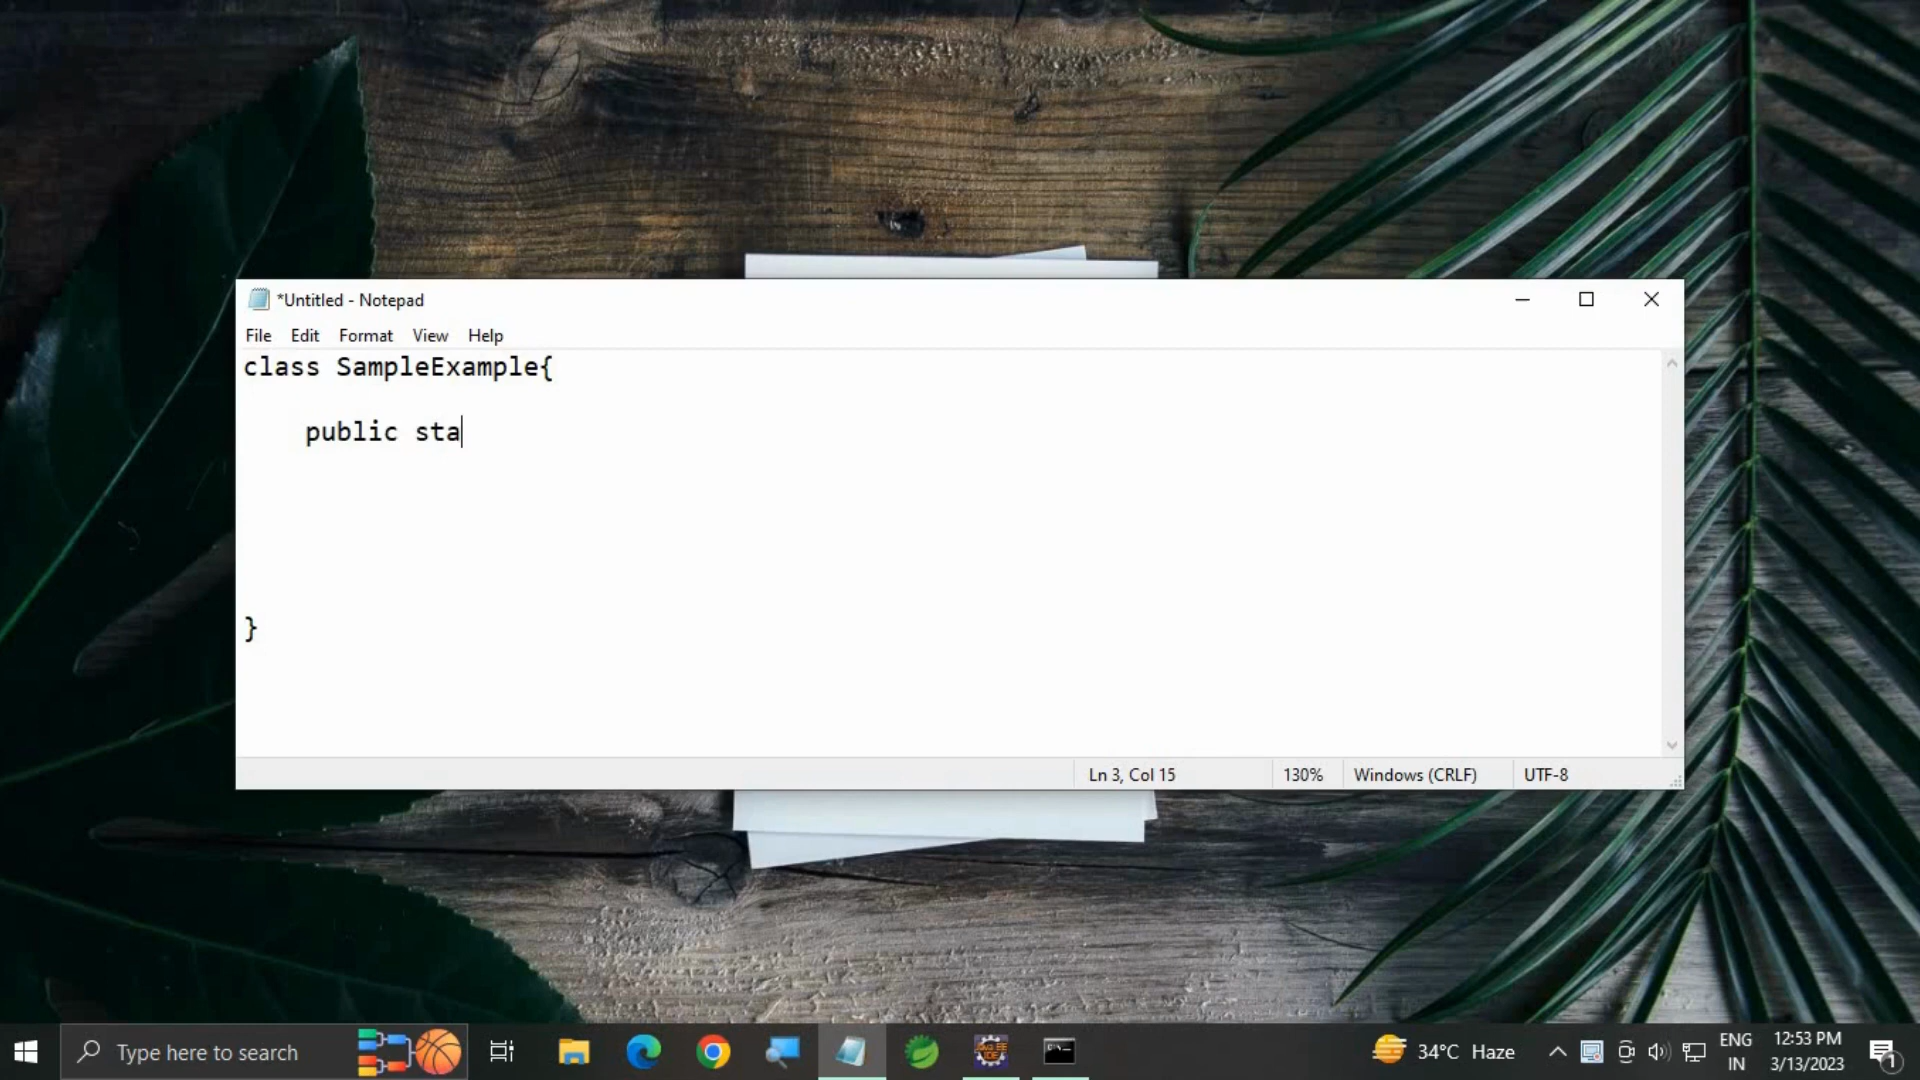 *Untitled - Notepad
File Edit Format View Help
class SampleExample{
public sta
}
Ln 3, Col 15 130% Windows (CRLF) UTF-8
Type here to search
34°C Haze
ENG
IN
12:53 PM
3/13/2023
1